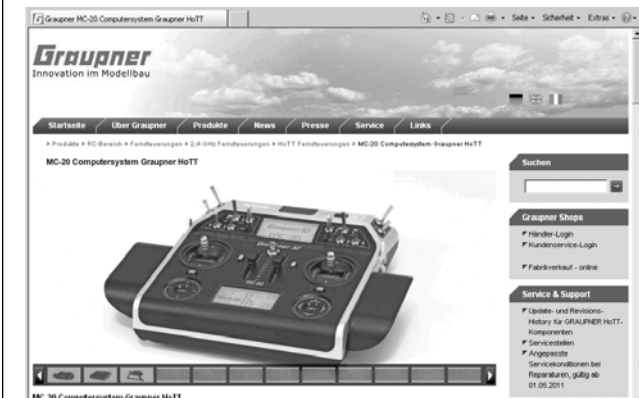 Graupner MC-20 Computersystem Graupner HoTT
Seite
Sicherheit
Extras
Graupner
Innovation im Modellbau
Startseite
Über Graupner
Produkte
News
Presse
Service
Links
> Produkte > RC-Bereich > Fernsteuerungen > 2,4 GHz Fernsteuerungen > HoTT Fernsteuerungen > MC-20 Computersystem Graupner HoTT
MC-20 Computersystem Graupner HoTT
Suchen
Graupner Shops
Händler-Login
Kundenservice-Login
Fabrikverkauf - online
Service & Support
Update- und Revisions-
History für GRAUPNER HoTT-
Komponenten
Servicestellen
Angepasste
Servicekonditionen bei
Reparaturen, gültig ab
01.05.2011
MC-20
MC-20 Computersystem Graupner HoTT